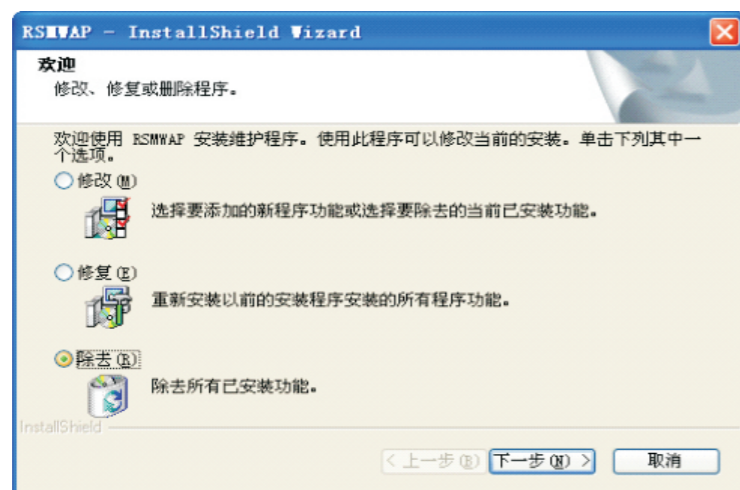 RSMWAP - InstallShield Wizard
欢迎
修改、修复或删除程序。
欢迎使用 RSMWAP 安装维护程序。使用此程序可以修改当前的安装。单击下列其中一
个选项。
修改(M)
选择要添加的新程序功能或选择要除去的当前已安装功能。
修复(E)
重新安装以前的安装程序安装的所有程序功能。
除去(R)
除去所有已安装功能。
InstallShield
< 上一步(B) 下一步(N) > 取消